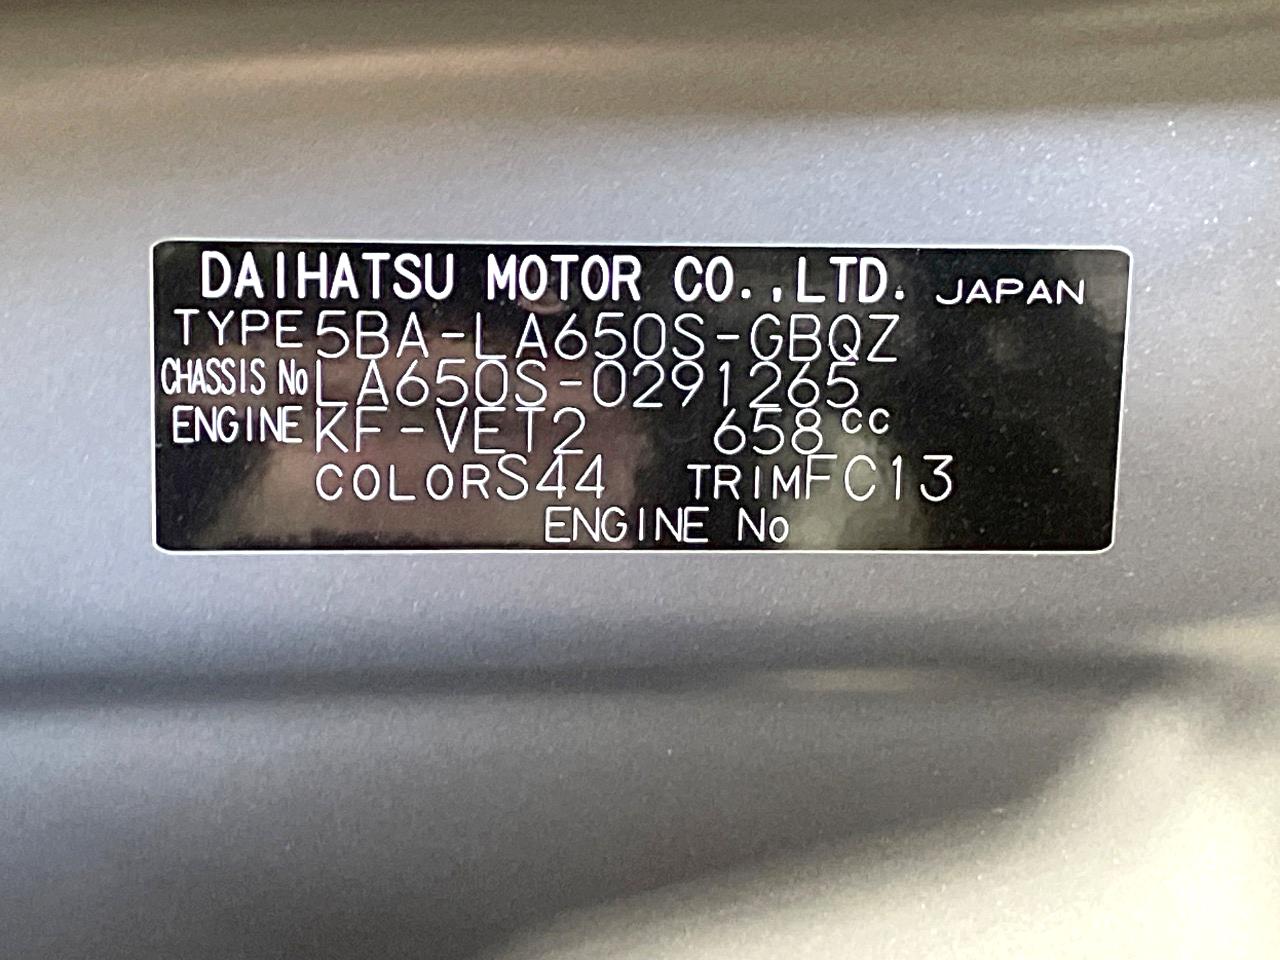 DAIHATSU MOTOR CO.,LTD. JAPAN
TYPE 5BA-LA650S-GBQZ
CHASSIS No LA650S-0291265
ENGINE KF-VET2 658cc
COLOR S44 TRIM FC13
ENGINE No